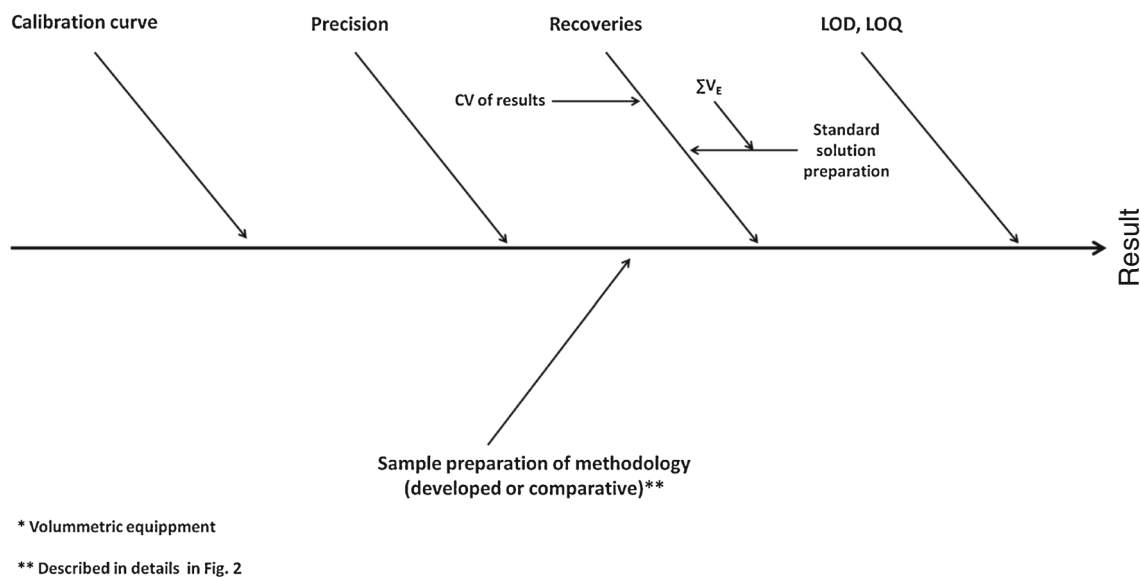 Calibration curve
Precision
Recoveries
LOD, LOQ
CV of results
∑VE
Standard
solution
preparation
Result
Sample preparation of methodology
(developed or comparative)**
* Volummetric equippment
** Described in details in Fig. 2